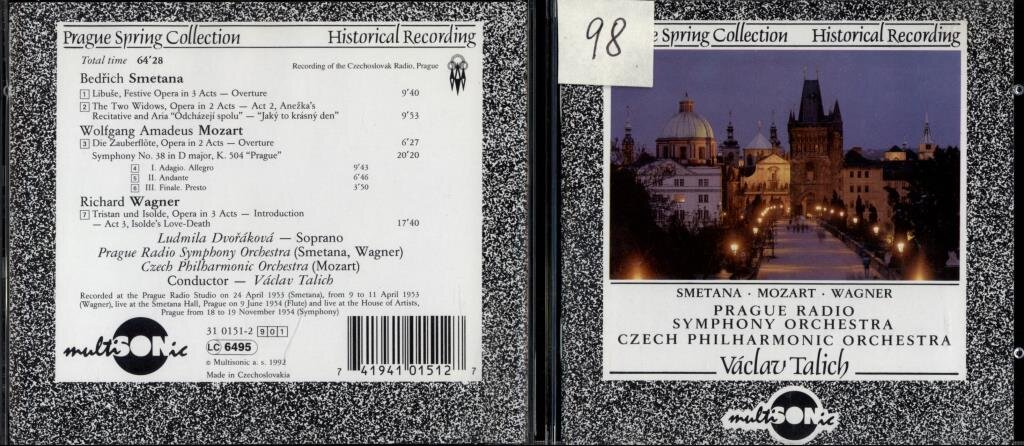 Prague Spring Collection Historical Recording
Total time 64'28
Recording of the Czechoslovak Radio, Prague
Bedřich Smetana
1 Libuše, Festive Opera in 3 Acts — Overture 9'40
2 The Two Widows, Opera in 2 Acts — Act 2, Anežka's
Recitative and Aria "Odcházejí spolu" — "Jaký to krásný den" 9'53
Wolfgang Amadeus Mozart
3 Die Zauberflöte, Opera in 2 Acts — Overture 6'27
Symphony No. 38 in D major, K. 504 "Prague" 20'20
4 I. Adagio. Allegro 9'43
5 II. Andante 6'46
6 III. Finale. Presto 3'50
Richard Wagner
7 Tristan und Isolde, Opera in 3 Acts — Introduction
— Act 3, Isolde's Love-Death 17'40
Ludmila Dvořáková — Soprano
Prague Radio Symphony Orchestra (Smetana, Wagner)
Czech Philharmonic Orchestra (Mozart)
Conductor — Václav Talich
Recorded at the Prague Radio Studio on 24 April 1953 (Smetana), from 9 to 11 April 1953
(Wagner), live at the Smetana Hall, Prague on 9 June 1954 (Flute) and live at the House of Artists,
Prague from 18 to 19 November 1954 (Symphony)
multiSONic
31 0151-2 901
LC 6495
© Multisonic a. s. 1992
Made in Czechoslovakia
7 41941 01512 7
98
e Spring Collection Historical Recording
SMETANA · MOZART · WAGNER
PRAGUE RADIO
SYMPHONY ORCHESTRA
CZECH PHILHARMONIC ORCHESTRA
Václav Talich
multiSONic